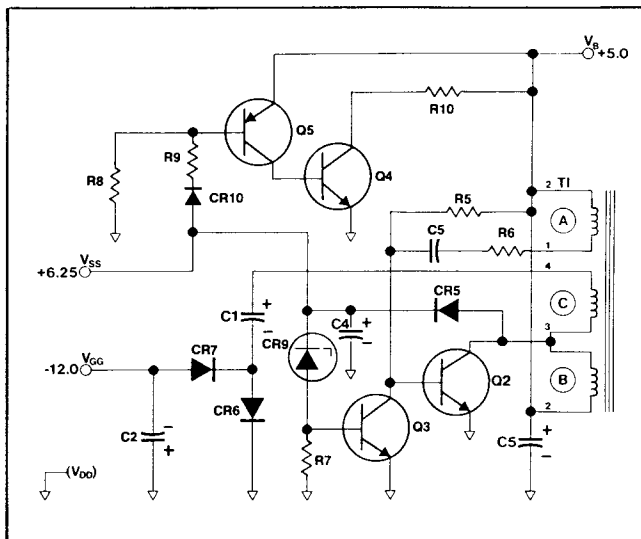 V_B
+5.0
R10
Q5
R9
R8
Q4
CR10
2 T1
A
R5
C5
R6
1
V_SS
+6.25
4
C1
+
−
C4
+
−
CR5
C
3
CR9
V_GG
-12.0
CR7
Q2
B
CR6
C2
−
+
Q3
2
R7
C5
+
−
(V_DD)